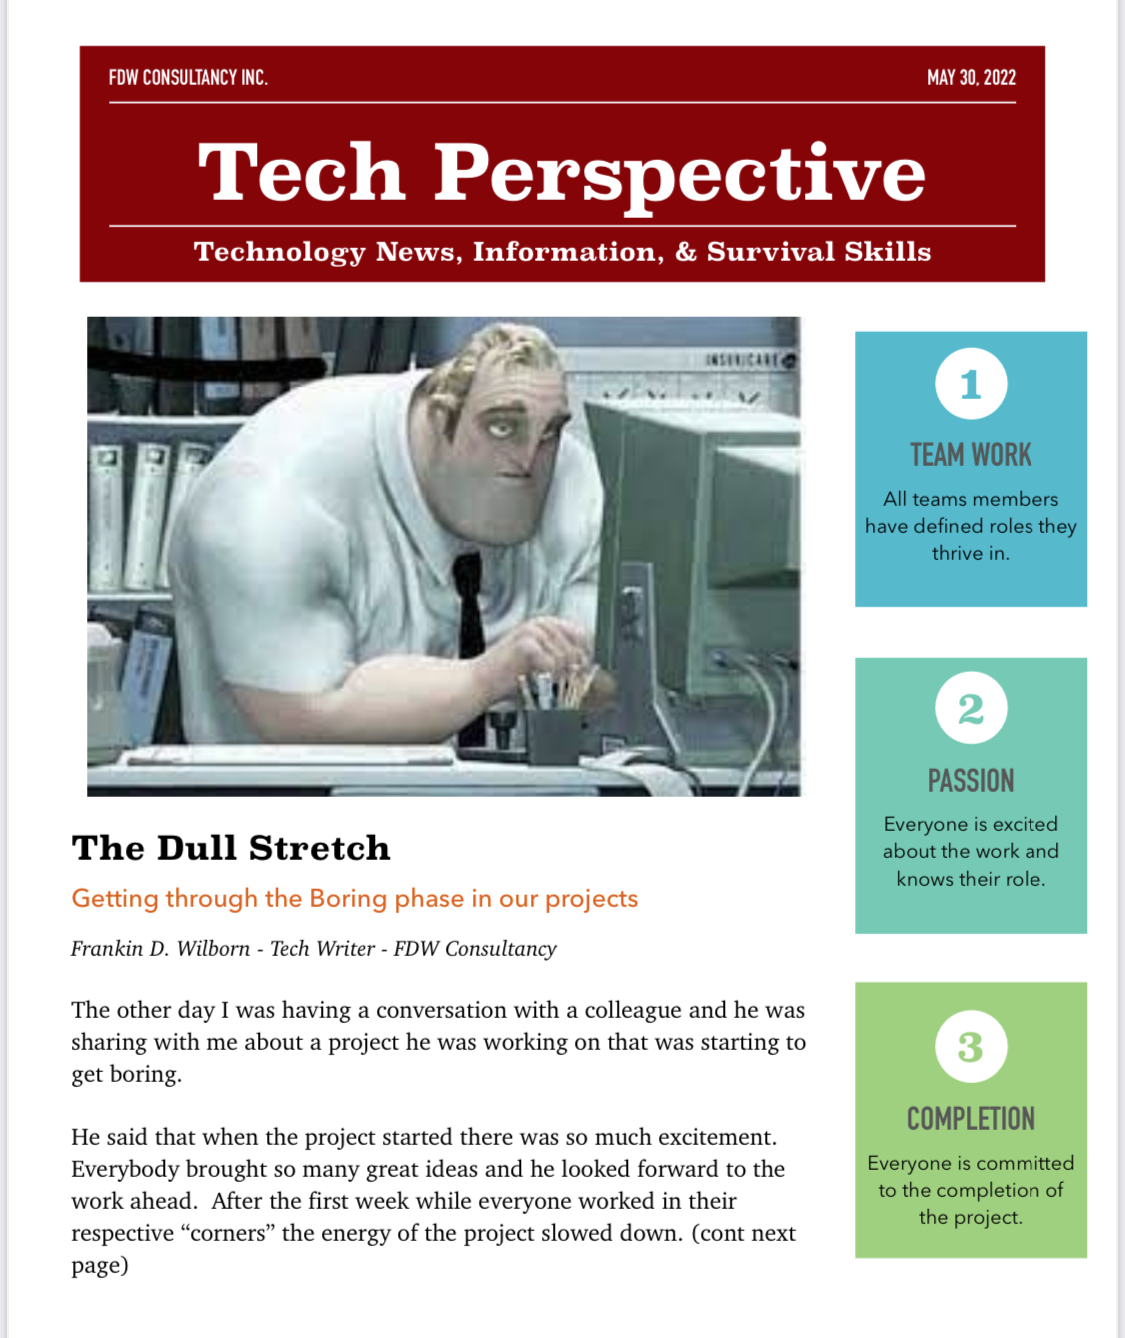 FDW CONSULTANCY INC.
MAY 30, 2022
Tech Perspective
Technology News, Information, & Survival Skills
INSURICARE
The Dull Stretch
Getting through the Boring phase in our projects
Frankin D. Wilborn - Tech Writer - FDW Consultancy
The other day I was having a conversation with a colleague and he was
sharing with me about a project he was working on that was starting to
get boring.
He said that when the project started there was so much excitement.
Everybody brought so many great ideas and he looked forward to the
work ahead.  After the first week while everyone worked in their
respective “corners” the energy of the project slowed down. (cont next
page)
1
TEAM WORK
All teams members
have defined roles they
thrive in.
2
PASSION
Everyone is excited
about the work and
knows their role.
3
COMPLETION
Everyone is committed
to the completion of
the project.